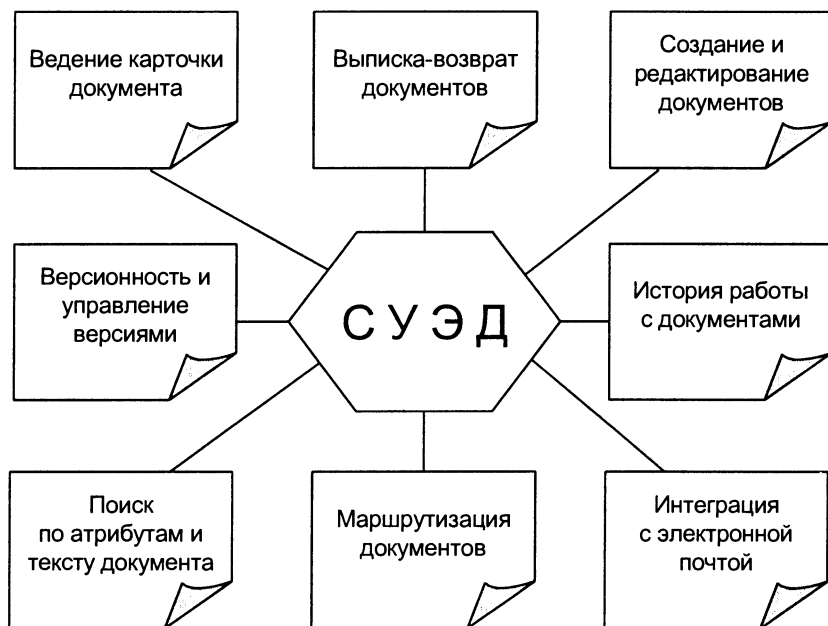 Ведение карточки
документа
Выписка-возврат
документов
Создание и
редактирование
документов
Версионность и
управление
версиями
С У Э Д
История работы
с документами
Поиск
по атрибутам и
тексту документа
Маршрутизация
документов
Интеграция
с электронной
почтой